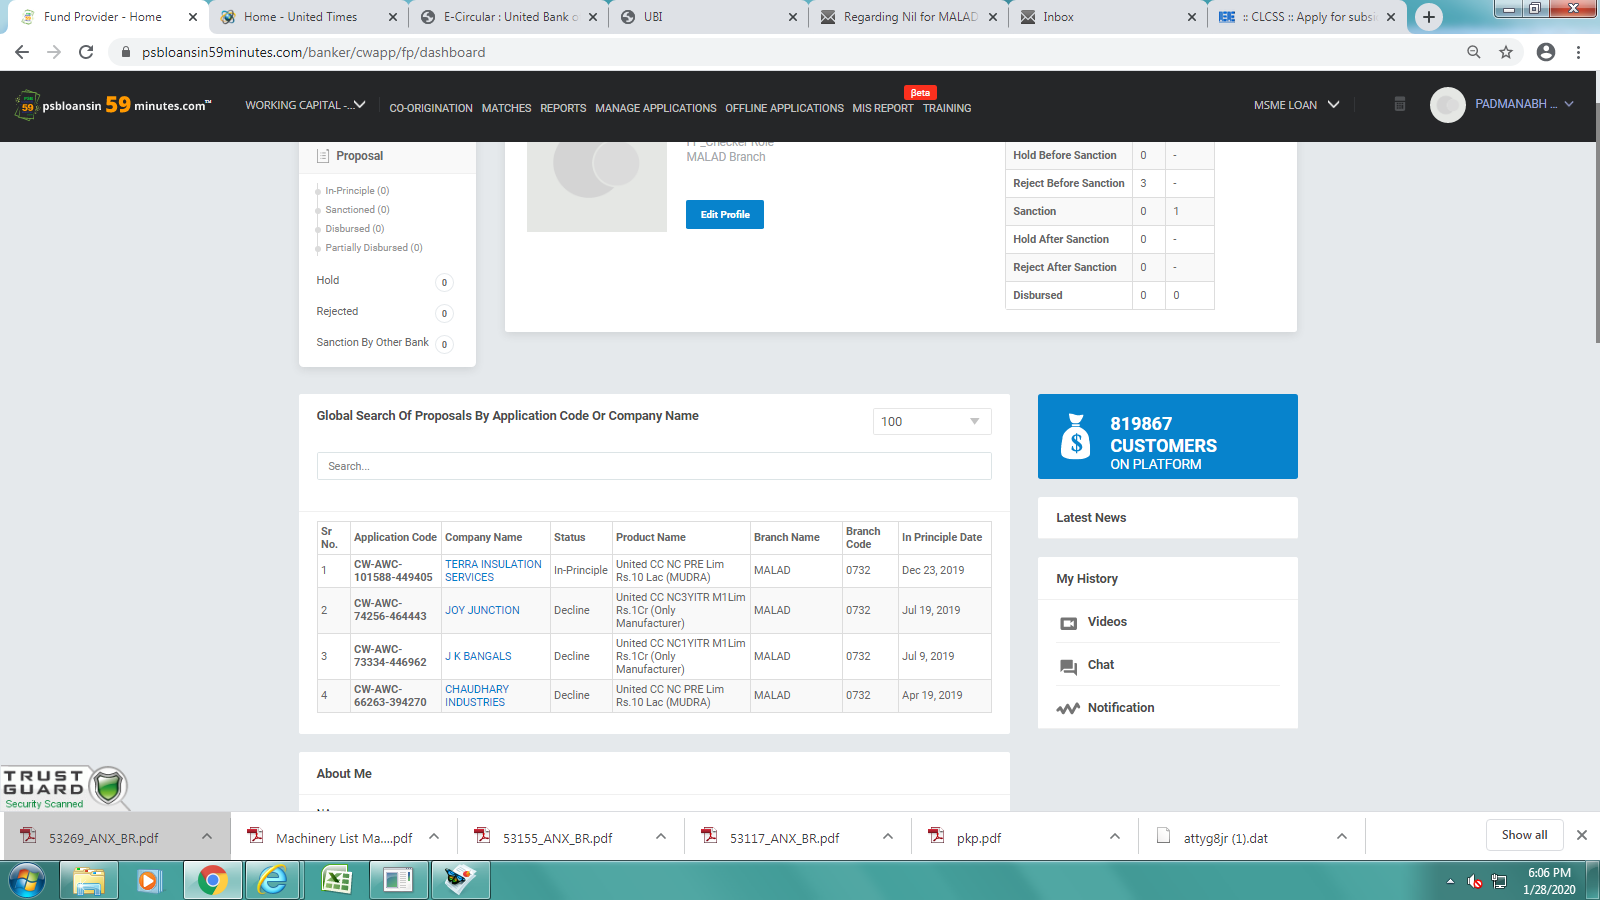 Fund Provider - Home
Home - United Times
E-Circular : United Bank o
UBI
Regarding Nil for MALAD
Inbox
:: CLCSS :: Apply for subsi
psbloansin59minutes.com/banker/cwapp/fp/dashboard
psbloansin 59 minutes.com™
WORKING CAPITAL -...
CO-ORIGINATION
MATCHES
REPORTS
MANAGE APPLICATIONS
OFFLINE APPLICATIONS
MIS REPORT
βeta
TRAINING
MSME LOAN
PADMANABH ...
Proposal
In-Principle (0)
Sanctioned (0)
Disbursed (0)
Partially Disbursed (0)
Hold 0
Rejected 0
Sanction By Other Bank 0
MALAD Branch
Edit Profile
Hold Before Sanction 0 -
Reject Before Sanction 3 -
Sanction 0 1
Hold After Sanction 0 -
Reject After Sanction 0 -
Disbursed 0 0
Global Search Of Proposals By Application Code Or Company Name
100
Search...
Sr No. Application Code Company Name Status Product Name Branch Name Branch Code In Principle Date
1 CW-AWC-101588-449405 TERRA INSULATION SERVICES In-Principle United CC NC PRE Lim Rs.10 Lac (MUDRA) MALAD 0732 Dec 23, 2019
2 CW-AWC-74256-464443 JOY JUNCTION Decline United CC NC3YITR M1Lim Rs.1Cr (Only Manufacturer) MALAD 0732 Jul 19, 2019
3 CW-AWC-73334-446962 J K BANGALS Decline United CC NC1YITR M1Lim Rs.1Cr (Only Manufacturer) MALAD 0732 Jul 9, 2019
4 CW-AWC-66263-394270 CHAUDHARY INDUSTRIES Decline United CC NC PRE Lim Rs.10 Lac (MUDRA) MALAD 0732 Apr 19, 2019
819867
CUSTOMERS
ON PLATFORM
Latest News
My History
Videos
Chat
Notification
About Me
TRUST
GUARD
Security Scanned
53269_ANX_BR.pdf
Machinery List Ma....pdf
53155_ANX_BR.pdf
53117_ANX_BR.pdf
pkp.pdf
attyg8jr (1).dat
Show all
6:06 PM
1/28/2020